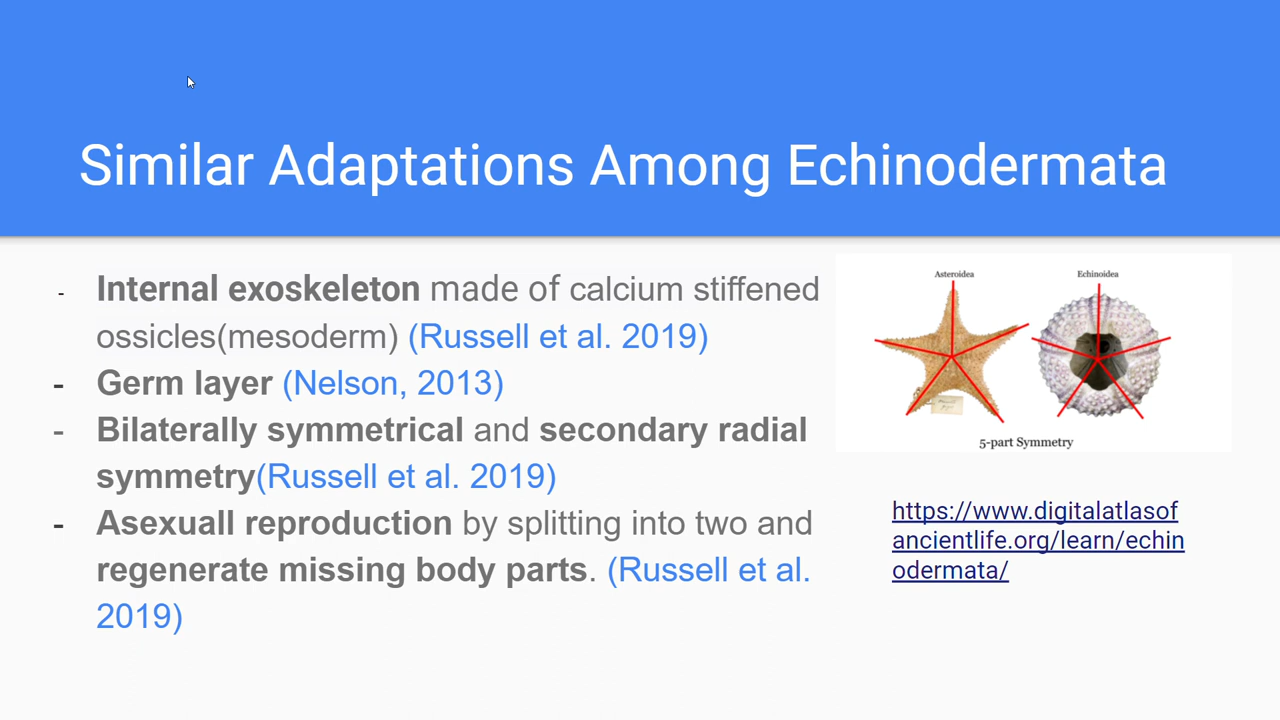 Similar Adaptations Among Echinodermata
- Internal exoskeleton made of calcium stiffened
ossicles(mesoderm) (Russell et al. 2019)
- Germ layer (Nelson, 2013)
- Bilaterally symmetrical and secondary radial
symmetry(Russell et al. 2019)
- Asexuall reproduction by splitting into two and
regenerate missing body parts. (Russell et al.
2019)
Asteroidea
Echinoidea
5-part Symmetry
https://www.digitalatlasof
ancientlife.org/learn/echin
odermata/